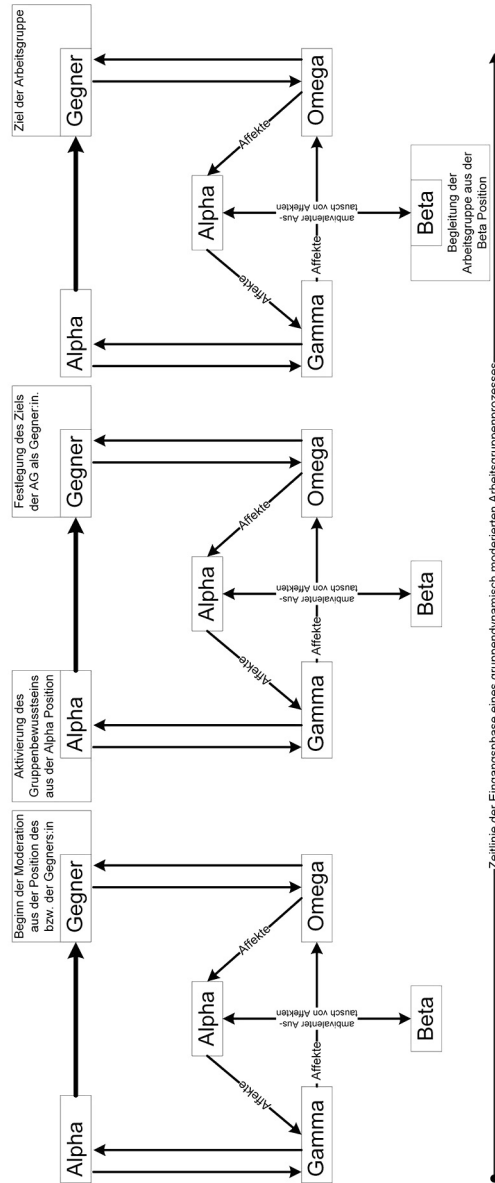 Alpha
Beginn der Moderation
aus der Position des
bzw. der Gegners:in
Gegner
Alpha
Affekte
Affekte
Gamma
Affekte
Omega
ambivalenter Aus-
tausch von Affekten
Beta
Aktivierung des
Gruppenbewusstseins
aus der Alpha Position
Alpha
Festlegung des Ziels
der AG als Gegner:in.
Gegner
Alpha
Affekte
Affekte
Gamma
Affekte
Omega
ambivalenter Aus-
tausch von Affekten
Beta
Alpha
Ziel der Arbeitsgruppe
Gegner
Alpha
Affekte
Affekte
Gamma
Affekte
Omega
ambivalenter Aus-
tausch von Affekten
Beta
Begleitung der
Arbeitsgruppe aus der
Beta Position
Zeitlinie der Eingangsphase eines gruppendynamisch moderierten Arbeitsgruppenprozesses